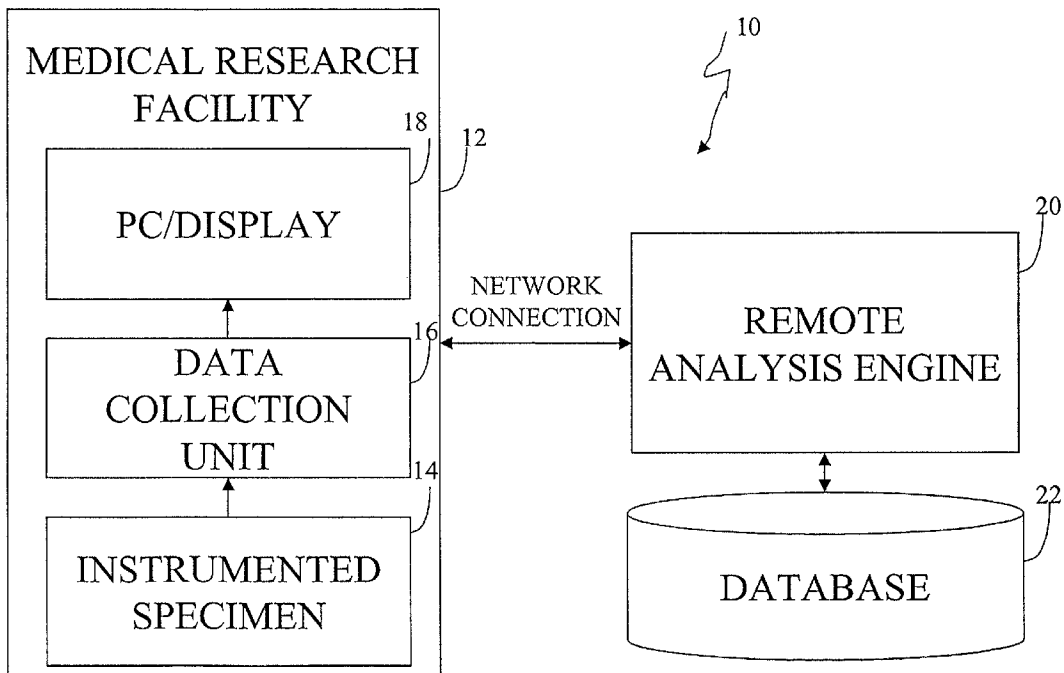 MEDICAL RESEARCH
FACILITY
18
12
PC/DISPLAY
16
DATA
COLLECTION
UNIT
14
INSTRUMENTED
SPECIMEN
NETWORK
CONNECTION
10
20
REMOTE
ANALYSIS ENGINE
22
DATABASE